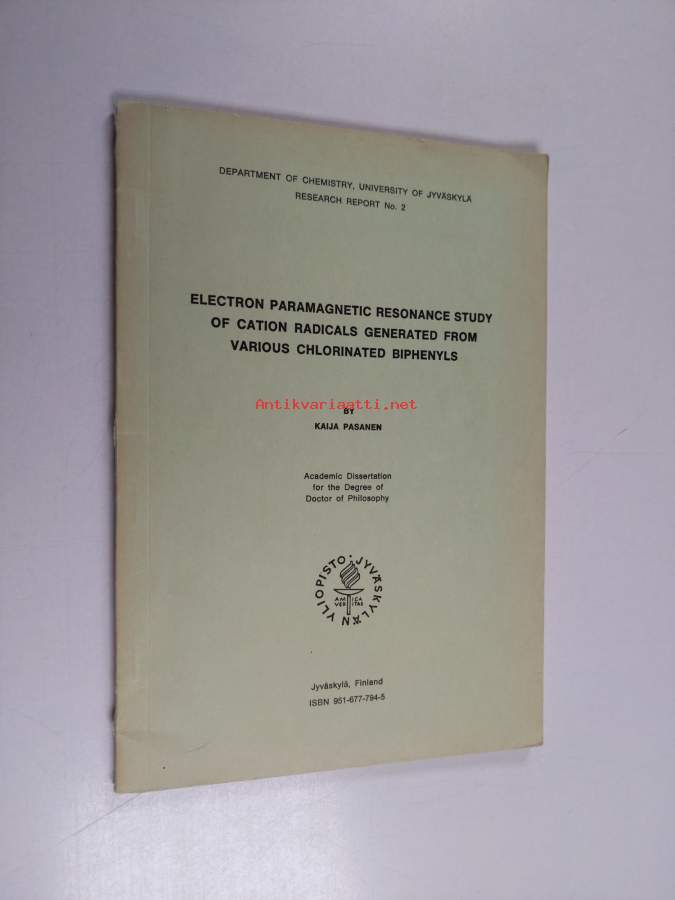 DEPARTMENT OF CHEMISTRY, UNIVERSITY OF JYVÄSKYLÄ
RESEARCH REPORT No. 2
ELECTRON PARAMAGNETIC RESONANCE STUDY
OF CATION RADICALS GENERATED FROM
VARIOUS CHLORINATED BIPHENYLS
Antikvariaatti.net
BY
KAIJA PASANEN
Academic Dissertation
for the Degree of
Doctor of Philosophy
JYVÄSKYLÄN YLIOPISTO
AMICA
VERITAS
Jyväskylä, Finland
ISBN 951-677-794-5